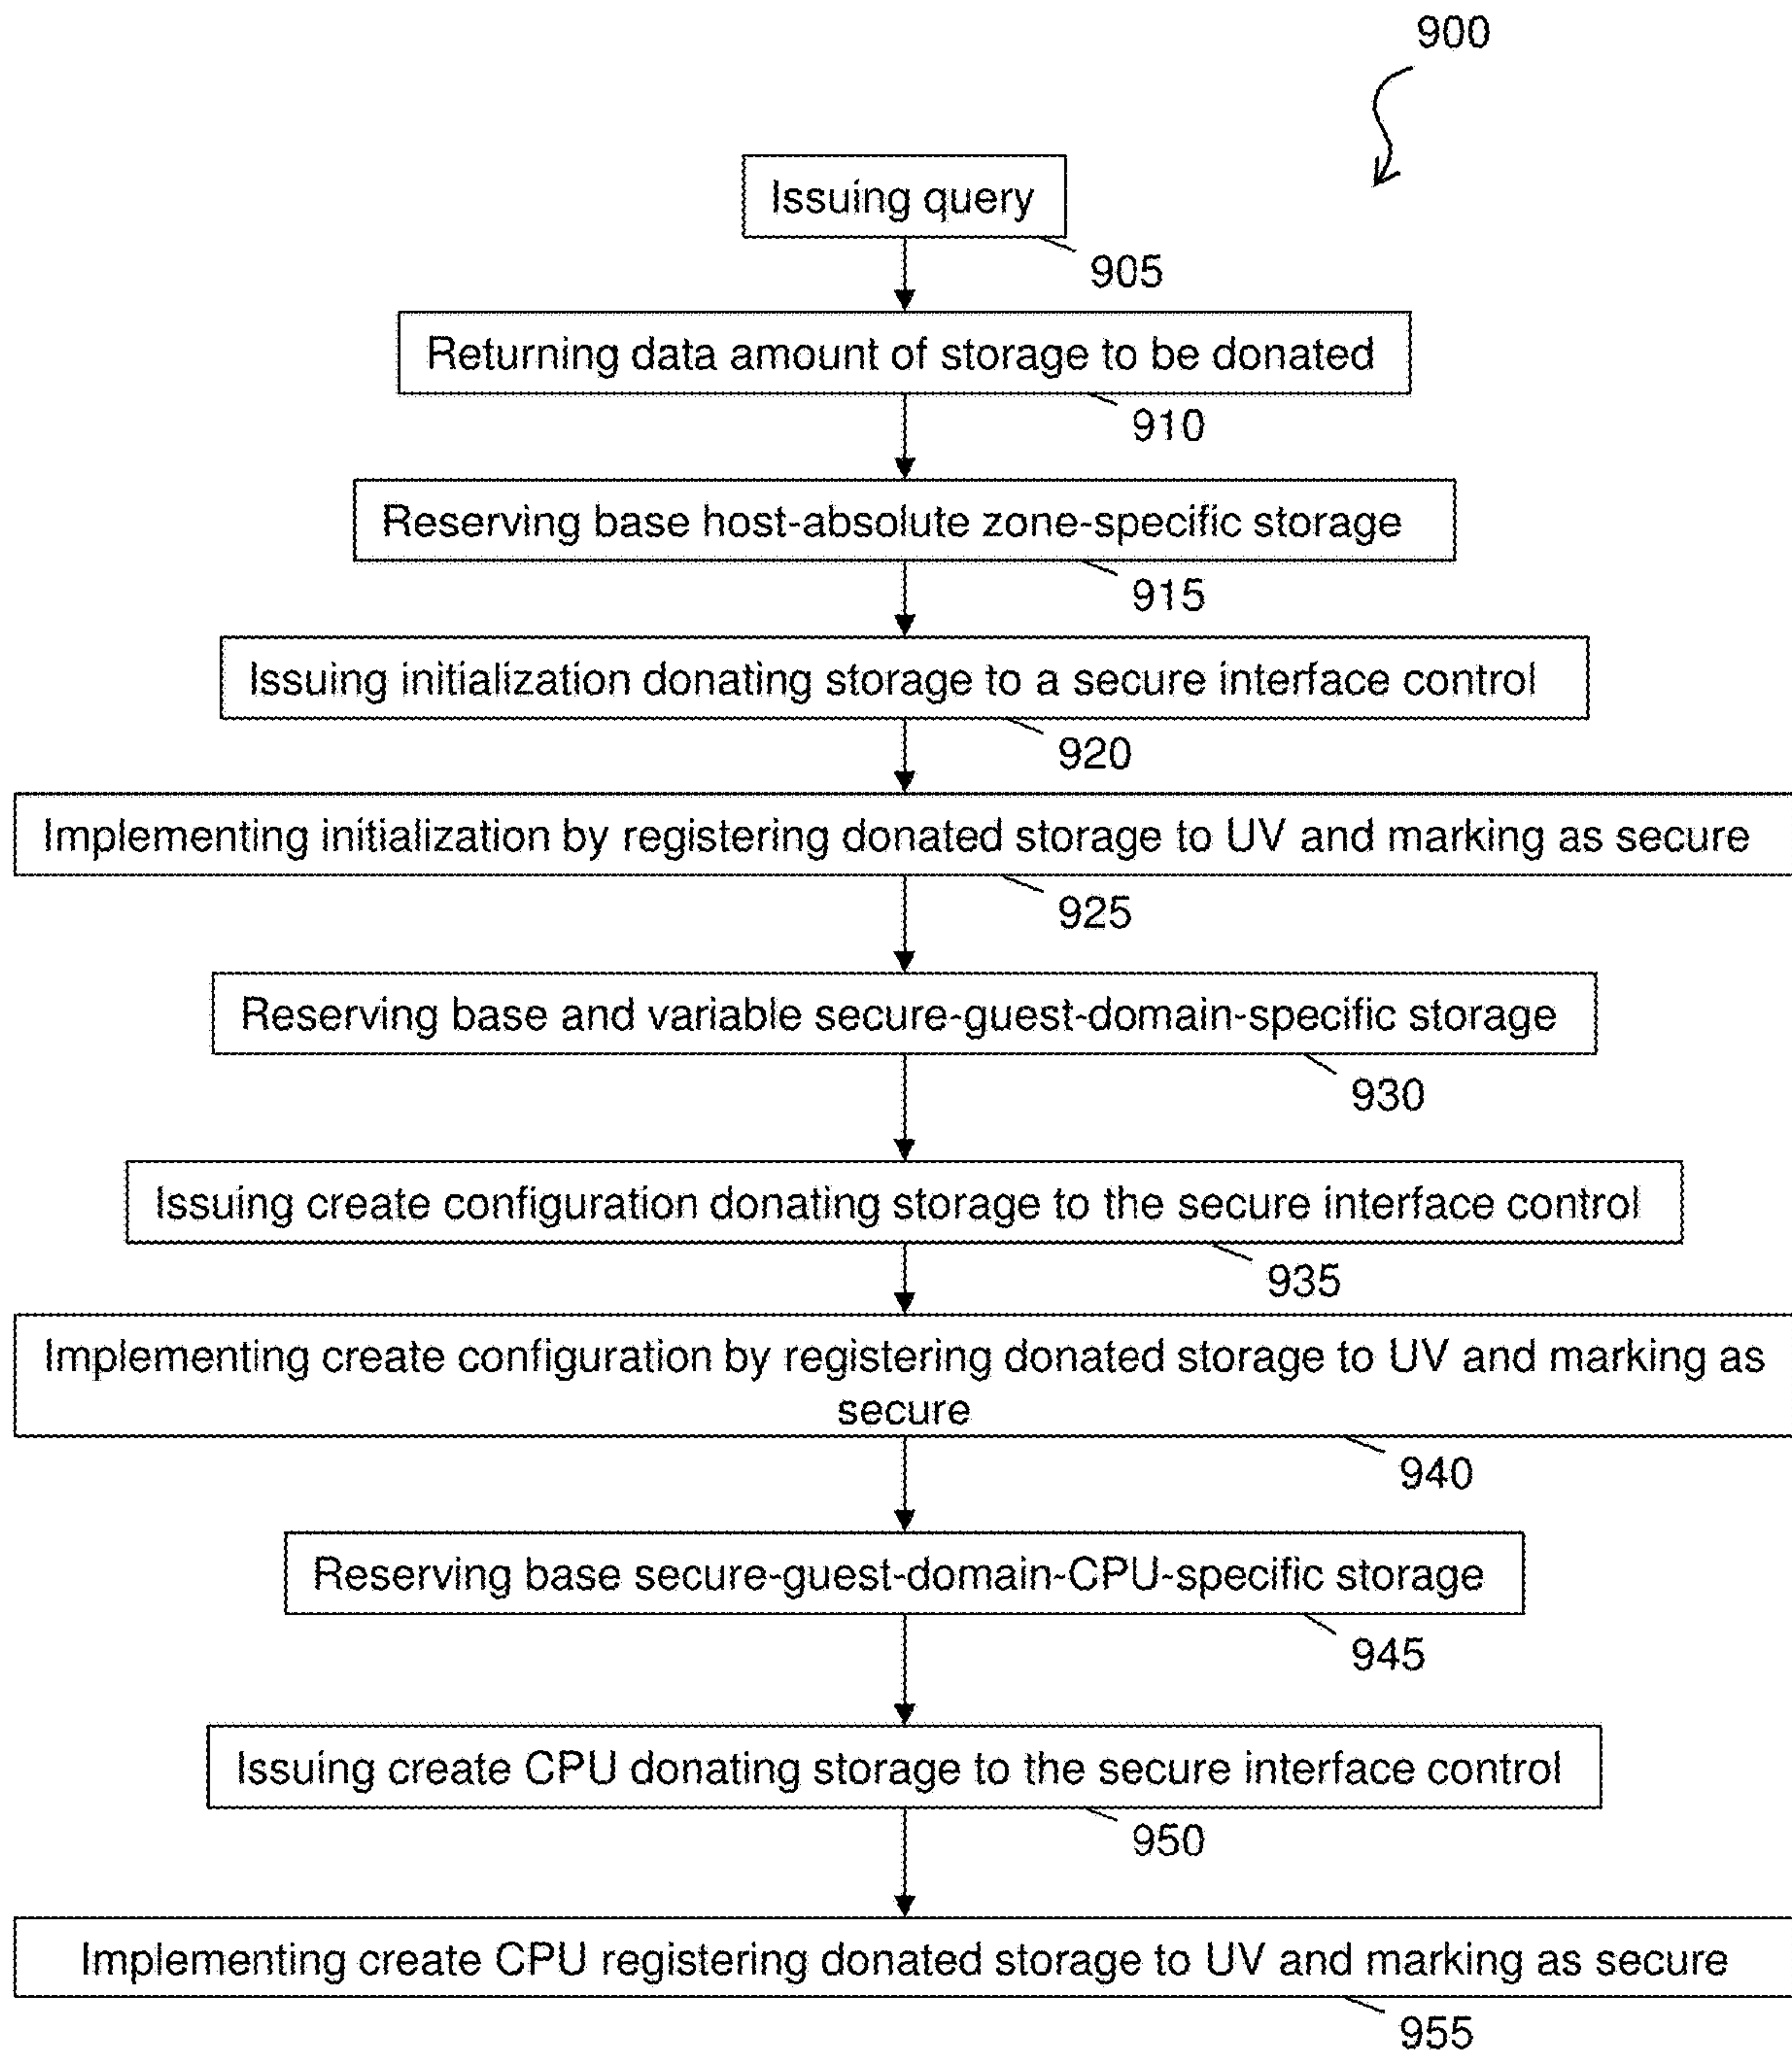 900
Issuing query
905
Returning data amount of storage to be donated
910
Reserving base host-absolute zone-specific storage
915
Issuing initialization donating storage to a secure interface control
920
Implementing initialization by registering donated storage to UV and marking as secure
925
Reserving base and variable secure-guest-domain-specific storage
930
Issuing create configuration donating storage to the secure interface control
935
Implementing create configuration by registering donated storage to UV and marking as
secure
940
Reserving base secure-guest-domain-CPU-specific storage
945
Issuing create CPU donating storage to the secure interface control
950
Implementing create CPU registering donated storage to UV and marking as secure
955